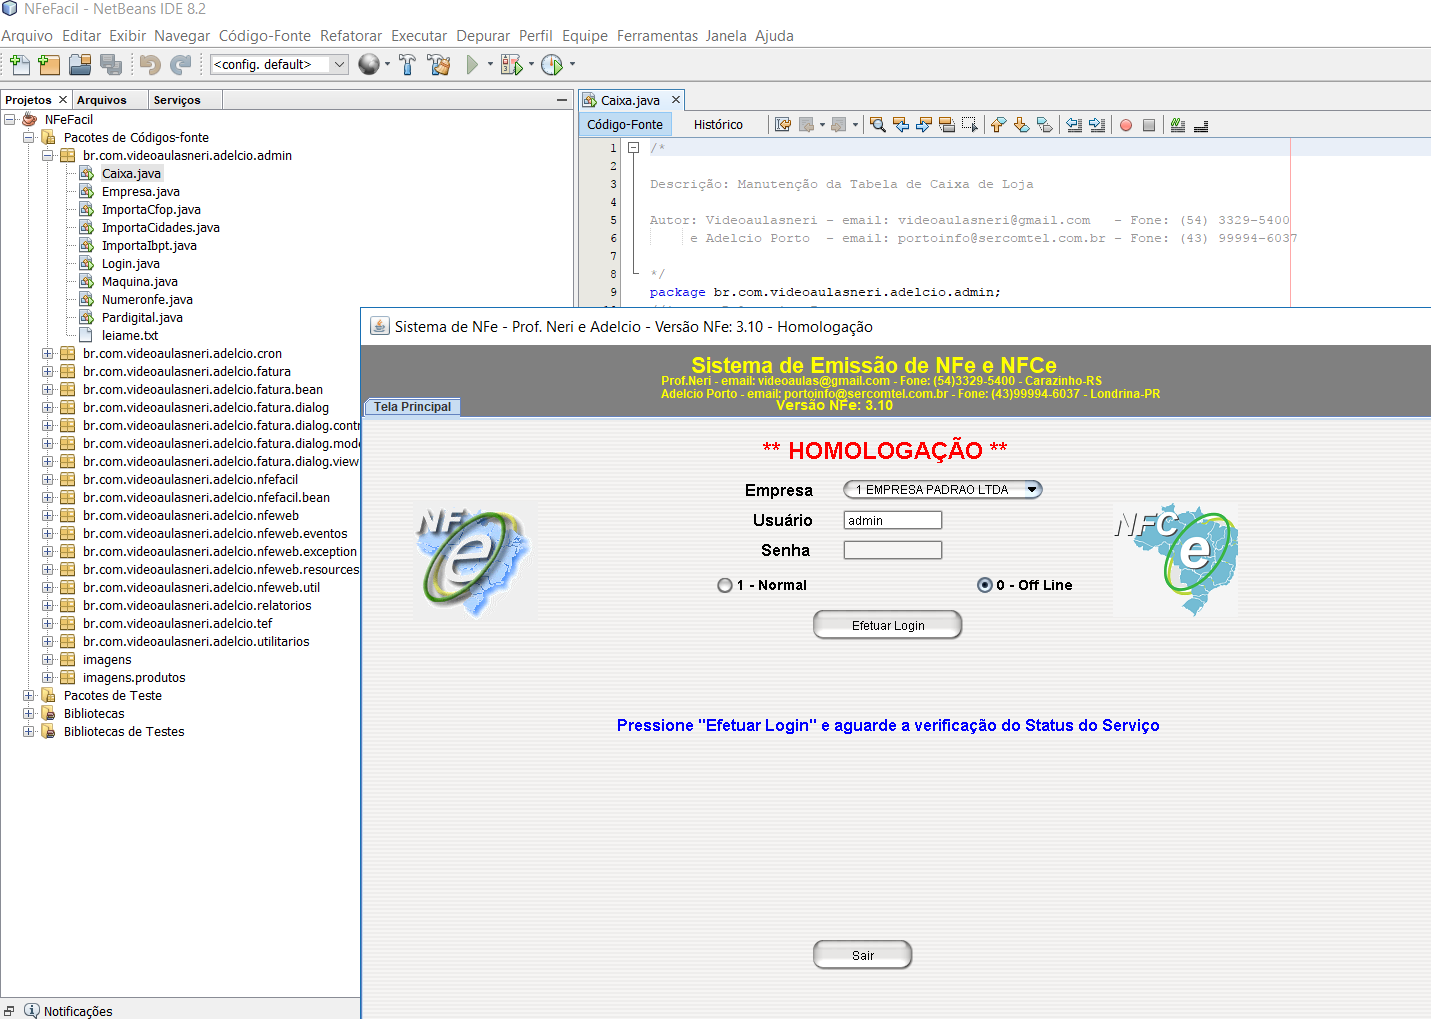 NFeFacil - NetBeans IDE 8.2
Arquivo Editar Exibir Navegar Código-Fonte Refatorar Executar Depurar Perfil Equipe Ferramentas Janela Ajuda
<config. default>
Projetos Arquivos Serviços
NFeFacil
Pacotes de Códigos-fonte
br.com.videoaulasneri.adelcio.admin
Caixa.java
Empresa.java
ImportaCfop.java
ImportaCidades.java
ImportaIbpt.java
Login.java
Maquina.java
Numeronfe.java
Pardigital.java
leiame.txt
br.com.videoaulasneri.adelcio.cron
br.com.videoaulasneri.adelcio.fatura
br.com.videoaulasneri.adelcio.fatura.bean
br.com.videoaulasneri.adelcio.fatura.dialog
br.com.videoaulasneri.adelcio.fatura.dialog.contr
br.com.videoaulasneri.adelcio.fatura.dialog.mode
br.com.videoaulasneri.adelcio.fatura.dialog.view
br.com.videoaulasneri.adelcio.nfefacil
br.com.videoaulasneri.adelcio.nfefacil.bean
br.com.videoaulasneri.adelcio.nfeweb
br.com.videoaulasneri.adelcio.nfeweb.eventos
br.com.videoaulasneri.adelcio.nfeweb.exception
br.com.videoaulasneri.adelcio.nfeweb.resources
br.com.videoaulasneri.adelcio.nfeweb.util
br.com.videoaulasneri.adelcio.relatorios
br.com.videoaulasneri.adelcio.tef
br.com.videoaulasneri.adelcio.utilitarios
imagens
imagens.produtos
Pacotes de Teste
Bibliotecas
Bibliotecas de Testes
Notificações
Caixa.java
Código-Fonte Histórico
1 /*
2
3 Descrição: Manutenção da Tabela de Caixa de Loja
4
5 Autor: Videoaulasneri - email: videoaulasneri@gmail.com - Fone: (54) 3329-5400
6 e Adelcio Porto - email: portoinfo@sercomtel.com.br - Fone: (43) 99994-6037
7
8 */
9 package br.com.videoaulasneri.adelcio.admin;
Sistema de NFe - Prof. Neri e Adelcio - Versão NFe: 3.10 - Homologação
Sistema de Emissão de NFe e NFCe
Prof.Neri - email: videoaulas@gmail.com - Fone: (54)3329-5400 - Carazinho-RS
Adelcio Porto - email: portoinfo@sercomtel.com.br - Fone: (43)99994-6037 - Londrina-PR
Versão NFe: 3.10
Tela Principal
** HOMOLOGAÇÃO **
Empresa 1 EMPRESA PADRAO LTDA
Usuário admin
Senha
1 - Normal 0 - Off Line
Efetuar Login
NF e
NFC e
Pressione "Efetuar Login" e aguarde a verificação do Status do Serviço
Sair